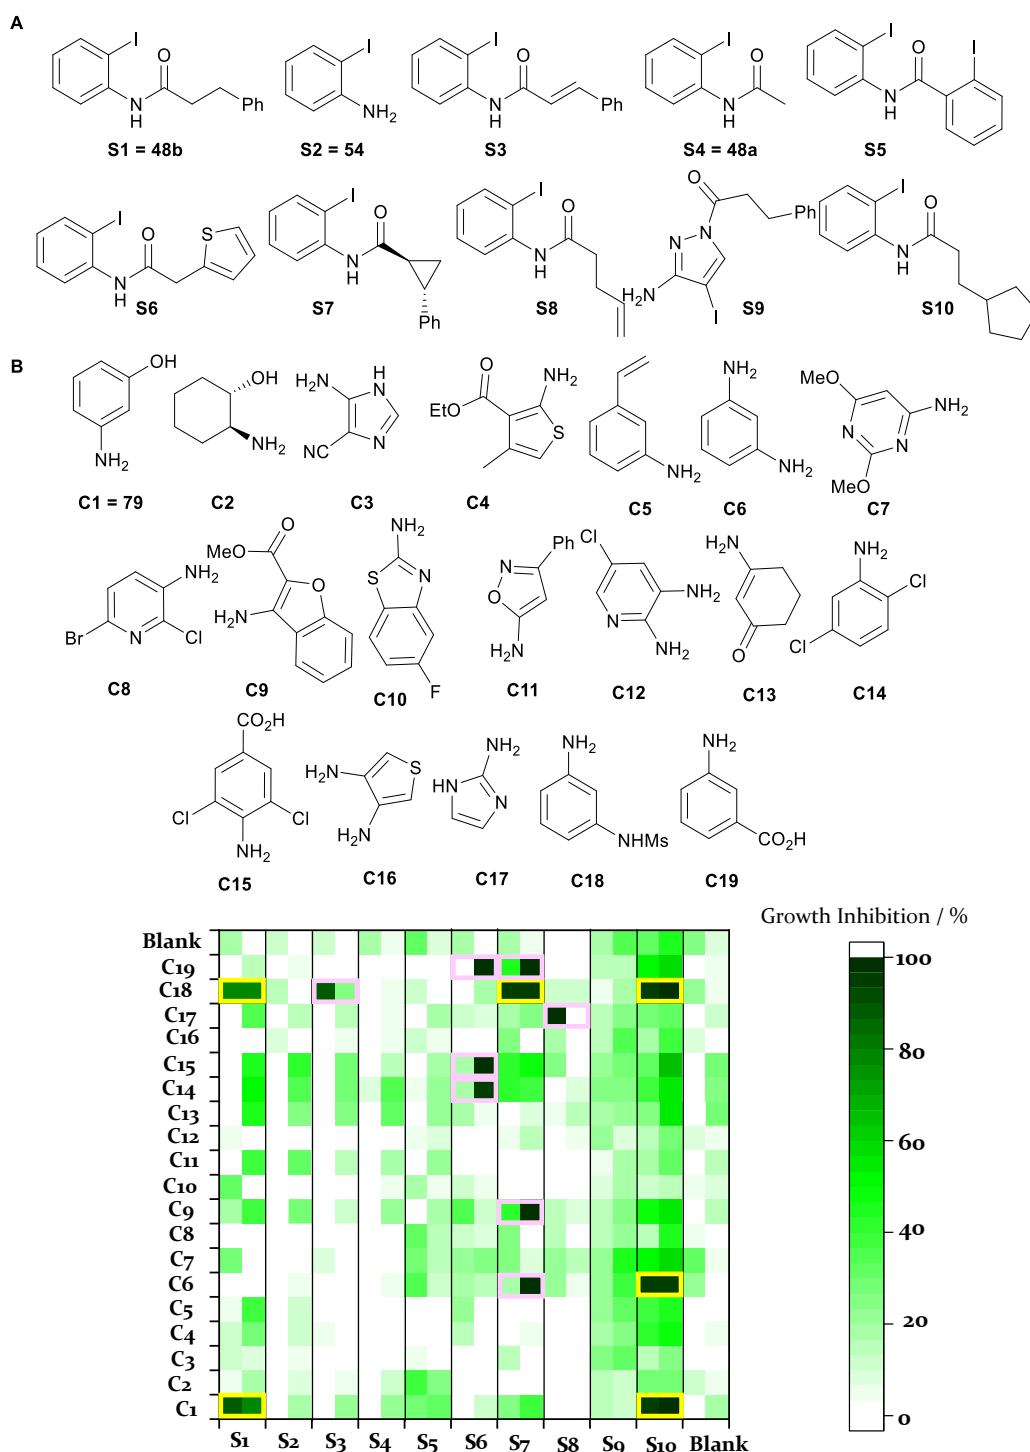 A
I
O
N
H
Ph
S1 = 48b
I
NH2
S2 = 54
I
O
N
H
Ph
S3
I
O
N
H
S4 = 48a
I
O
I
N
H
S5
I
O
S
N
H
S6
I
O
N
H
Ph
S7
I
O
N
H
S8
O
Ph
N
N
H2N
I
S9
I
O
N
H
S10
B
OH
NH2
C1 = 79
OH
NH2
C2
H
N
H2N
N
NC
C3
O
NH2
EtO
S
C4
NH2
C5
NH2
NH2
C6
MeO
NH2
N
N
MeO
C7
NH2
Br
N
Cl
C8
O
MeO
O
H2N
C9
NH2
S
N
F
C10
Ph
N
O
H2N
C11
Cl
NH2
N
NH2
C12
H2N
O
C13
NH2
Cl
Cl
C14
CO2H
Cl
Cl
NH2
C15
S
H2N
H2N
C16
NH2
HN
N
C17
NH2
NHMs
C18
NH2
CO2H
C19
Growth Inhibition / %
Blank
C19
C18
C17
C16
C15
C14
C13
C12
C11
C10
C9
C8
C7
C6
C5
C4
C3
C2
C1
S1 S2 S3 S4 S5 S6 S7 S8 S9 S10 Blank
100
80
60
40
20
0